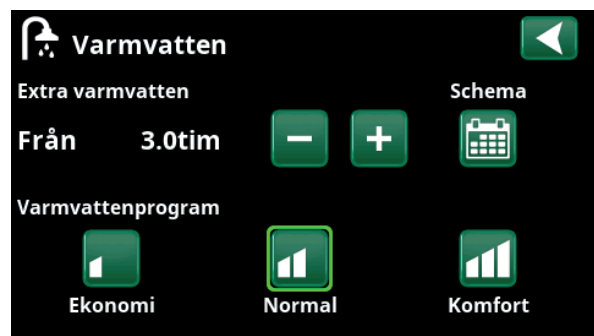 Varmvatten
Extra varmvatten
Schema
Från 3.0tim
Varmvattenprogram
Ekonomi Normal Komfort